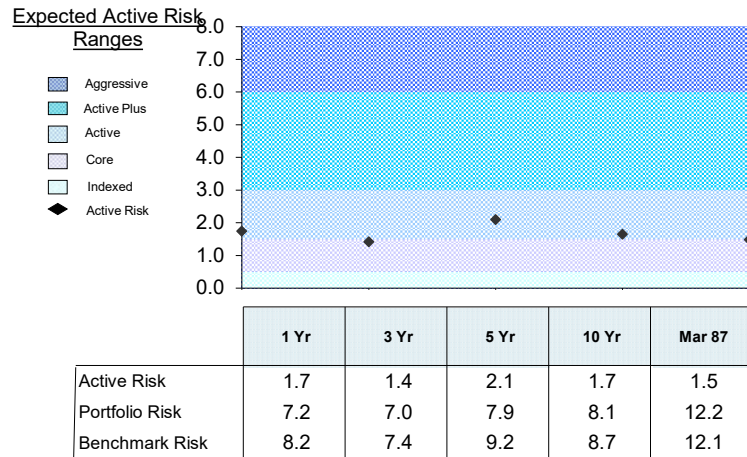 Expected Active Risk
Ranges
Aggressive
Active Plus
Active
Core
Indexed
Active Risk
8.0
7.0
6.0
5.0
4.0
3.0
2.0
1.0
0.0
1 Yr 3 Yr 5 Yr 10 Yr Mar 87
Active Risk 1.7 1.4 2.1 1.7 1.5
Portfolio Risk 7.2 7.0 7.9 8.1 12.2
Benchmark Risk 8.2 7.4 9.2 8.7 12.1